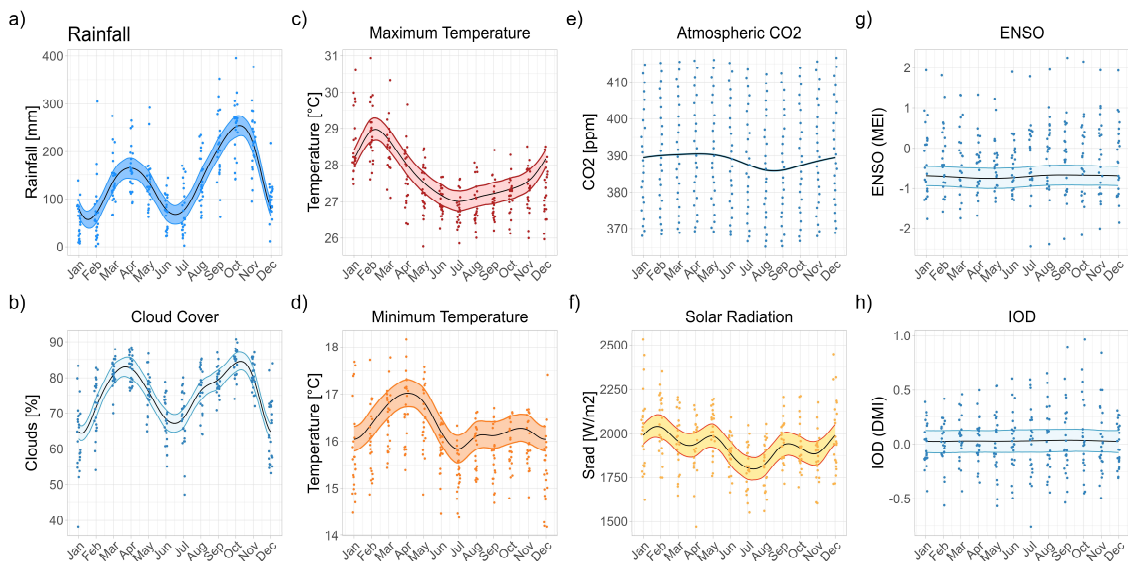 a)
Rainfall
Rainfall [mm]
400
300
200
100
0
Jan Feb Mar Apr May Jun Jul Aug Sep Oct Nov Dec
c)
Maximum Temperature
Temperature [°C]
31
30
29
28
27
26
Jan Feb Mar Apr May Jun Jul Aug Sep Oct Nov Dec
e)
Atmospheric CO2
CO2 [ppm]
410
400
390
380
370
Jan Feb Mar Apr May Jun Jul Aug Sep Oct Nov Dec
g)
ENSO
ENSO (MEI)
2
1
0
-1
-2
Jan Feb Mar Apr May Jun Jul Aug Sep Oct Nov Dec
b)
Cloud Cover
Clcuds [%]
90
80
70
60
50
40
Jan Feb Mar Apr May Jun Jul Aug Sep Oct Nov Dec
d)
Minimum Temperature
Temperature [°C]
18
17
16
15
14
Jan Feb Mar Apr May Jun Jul Aug Sep Oct Nov Dec
f)
Solar Radiation
Srad [W/m2]
2500
2250
2000
1750
1500
Jan Feb Mar Apr May Jun Jul Aug Sep Oct Nov Dec
h)
IOD
IOD (DMI)
1.0
0.5
0.0
-0.5
Jan Feb Mar Apr May Jun Jul Aug Sep Oct Nov Dec